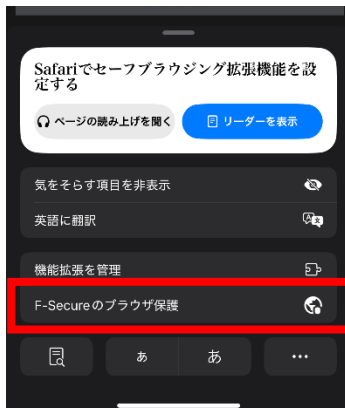 Safariでセーフブラウジング拡張機能を設
定する
ページの読み上げを聞く
リーダーを表示
気をそらす項目を非表示
英語に翻訳
機能拡張を管理
F-Secureのブラウザ保護
ぁ あ